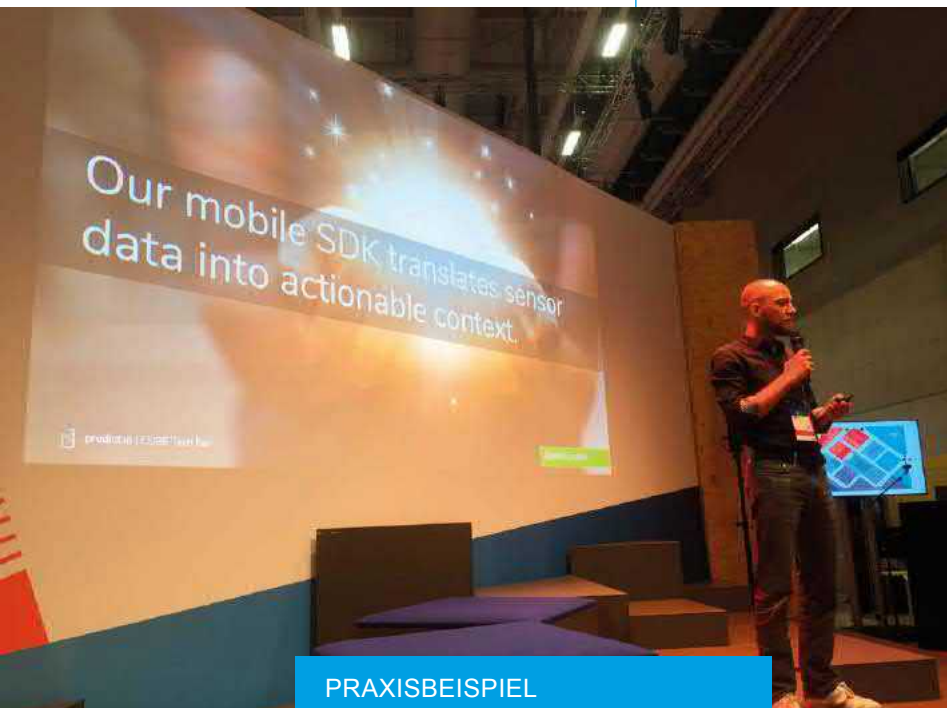 Our mobile SDK translates sensor
data into actionable context.
PRAXISBEISPIEL